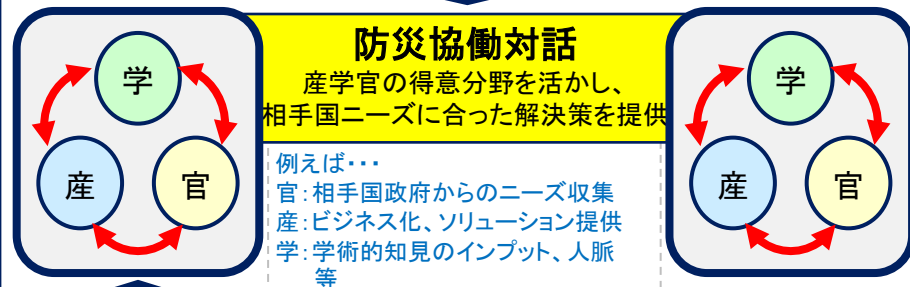 学
産
官
防災協働対話
産学官の得意分野を活かし、
相手国ニーズに合った解決策を提供
例えば・・・
官：相手国政府からのニーズ収集
産：ビジネス化、ソリューション提供
学：学術的知見のインプット、人脈
等
学
産
官